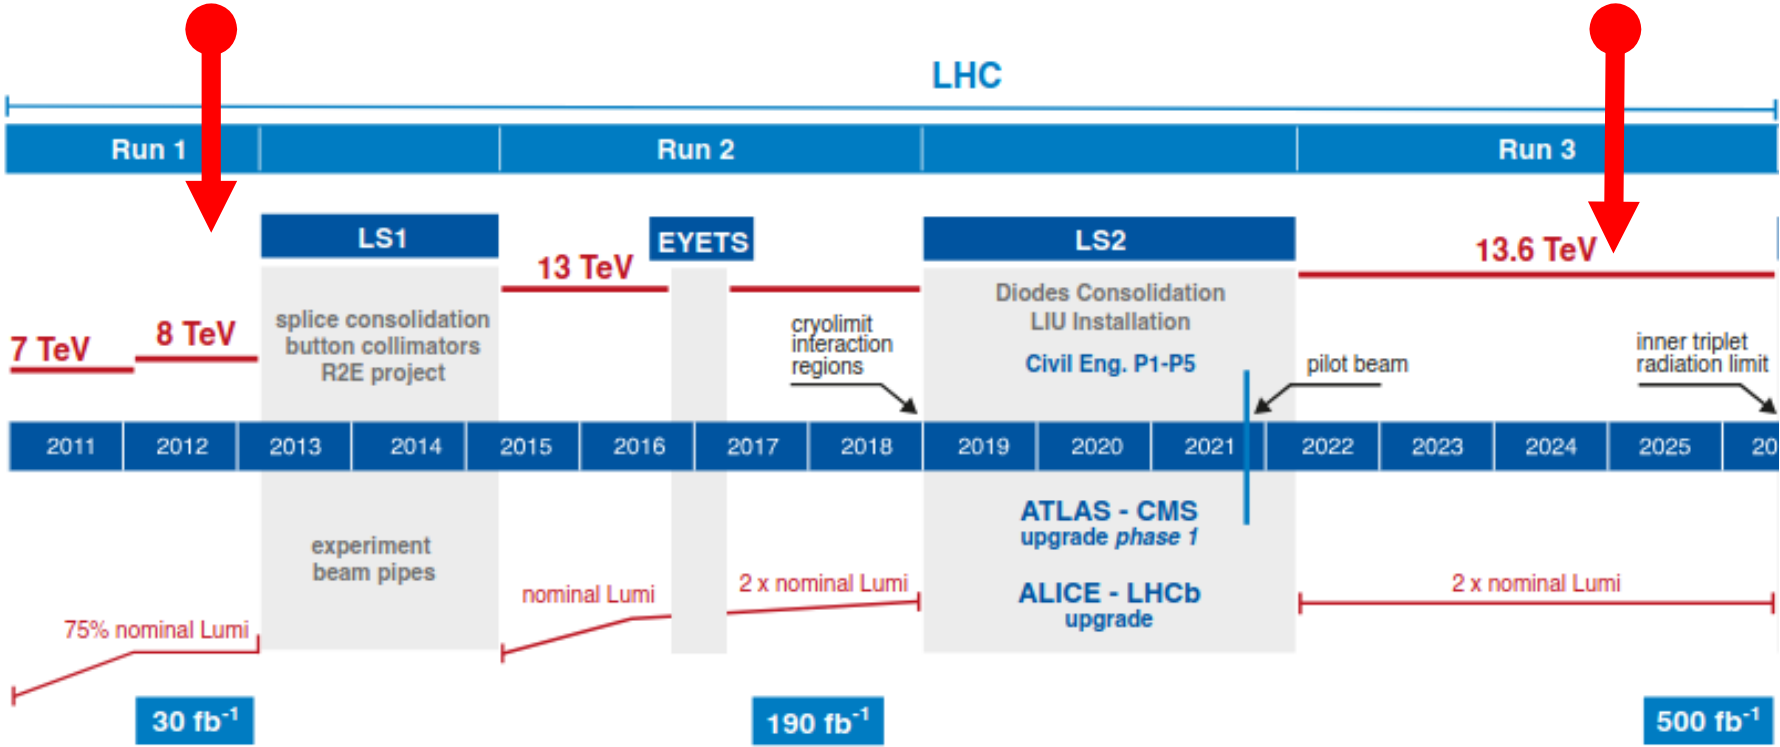 LHC
Run 1
Run 2
Run 3
LS1
EYETS
LS2
13.6 TeV
13 TeV
7 TeV
8 TeV
splice consolidation
button collimators
R2E project
cryolimit
interaction
regions
Diodes Consolidation
LIU Installation
Civil Eng. P1-P5
pilot beam
inner triplet
radiation limit
2011
2012
2013
2014
2015
2016
2017
2018
2019
2020
2021
2022
2023
2024
2025
20
experiment
beam pipes
ATLAS - CMS
upgrade phase 1
ALICE - LHCb
upgrade
75% nominal Lumi
nominal Lumi
2 x nominal Lumi
2 x nominal Lumi
30 fb⁻¹
190 fb⁻¹
500 fb⁻¹